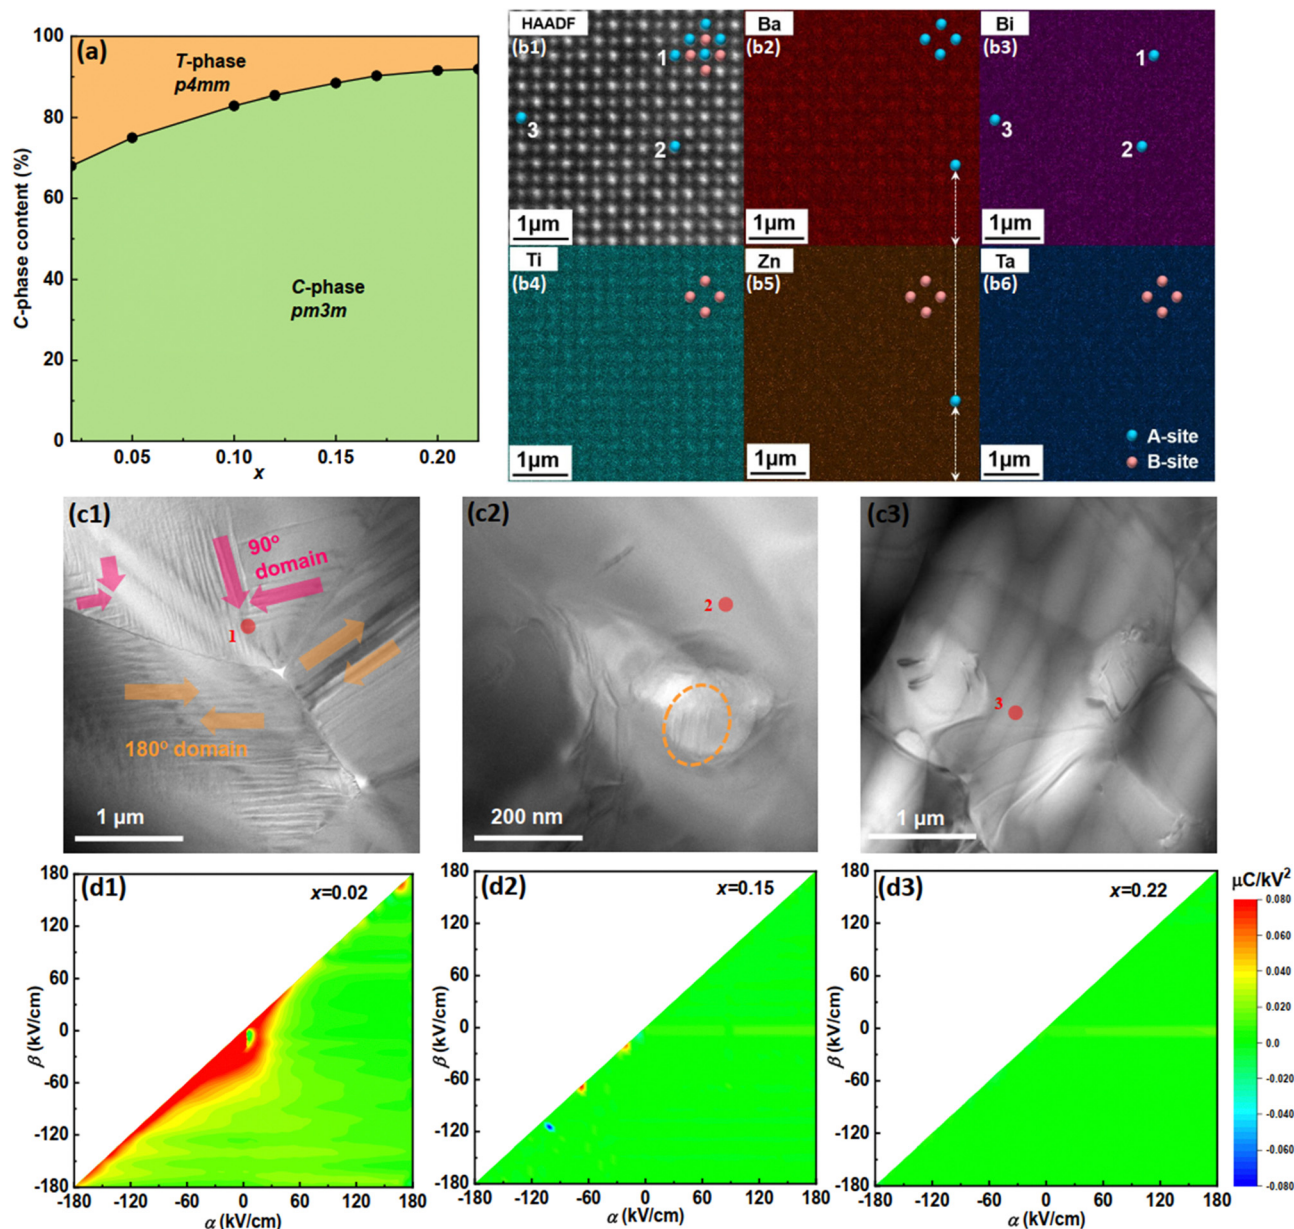 (a)
T-phase
p4mm
C-phase
pm3m
100
80
60
40
20
0
C-phase content (%)
0.05
0.10
0.15
0.20
x
HAADF
(b1)
1
2
3
1μm
Ba
(b2)
1μm
Bi
(b3)
1
2
3
1μm
Ti
(b4)
1μm
Zn
(b5)
1μm
Ta
(b6)
A-site
B-site
1μm
(c1)
90º
domain
1
180º domain
1 μm
(c2)
2
200 nm
(c3)
3
1 μm
(d1)
x=0.02
180
120
60
0
-60
-120
-180
β (kV/cm)
-180 -120 -60 0 60 120 180
α (kV/cm)
(d2)
x=0.15
180
120
60
0
-60
-120
-180
β (kV/cm)
-180 -120 -60 0 60 120 180
α (kV/cm)
(d3)
x=0.22
180
120
60
0
-60
-120
-180
β (kV/cm)
-180 -120 -60 0 60 120 180
α (kV/cm)
μC/kV²
0.080
0.060
0.040
0.020
0.000
-0.020
-0.040
-0.060
-0.080